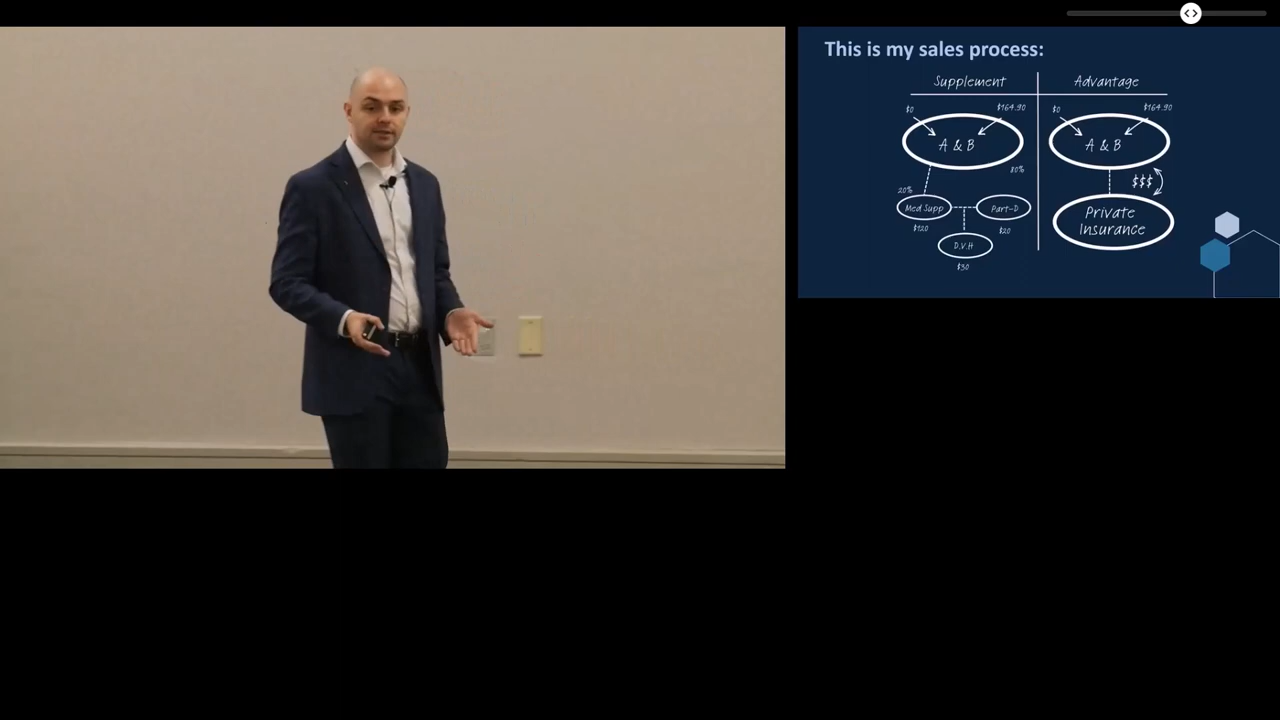 This is my sales process:
Supplement
Advantage
$0
$164.90
A & B
80%
20%
Med Supp
$120
Part-D
$20
D.V.H
$30
$0
$164.90
A & B
$$$
Private
Insurance